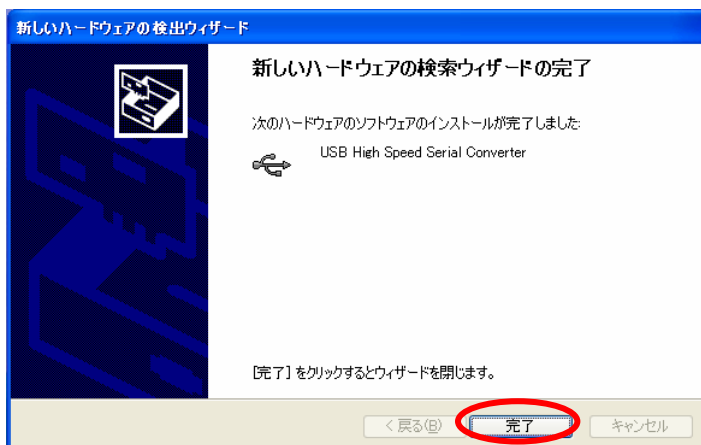 新しいハードウェアの検出ウィザード
新しいハードウェアの検索ウィザードの完了
次のハードウェアのソフトウェアのインストールが完了しました:
USB High Speed Serial Converter
[完了] をクリックするとウィザードを閉じます。
< 戻る(B)
完了
キャンセル